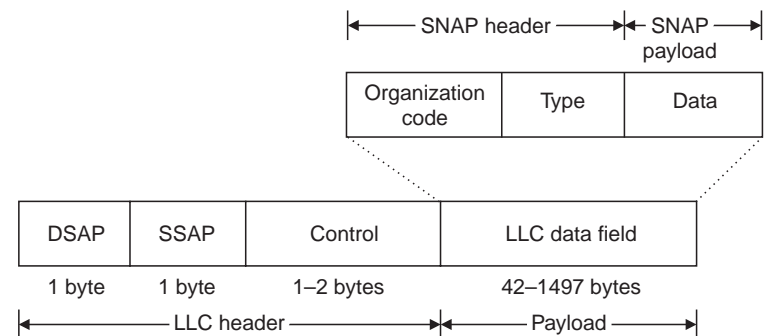 SNAP header
SNAP payload
Organization code
Type
Data
DSAP
SSAP
Control
LLC data field
1 byte
1 byte
1–2 bytes
42–1497 bytes
LLC header
Payload